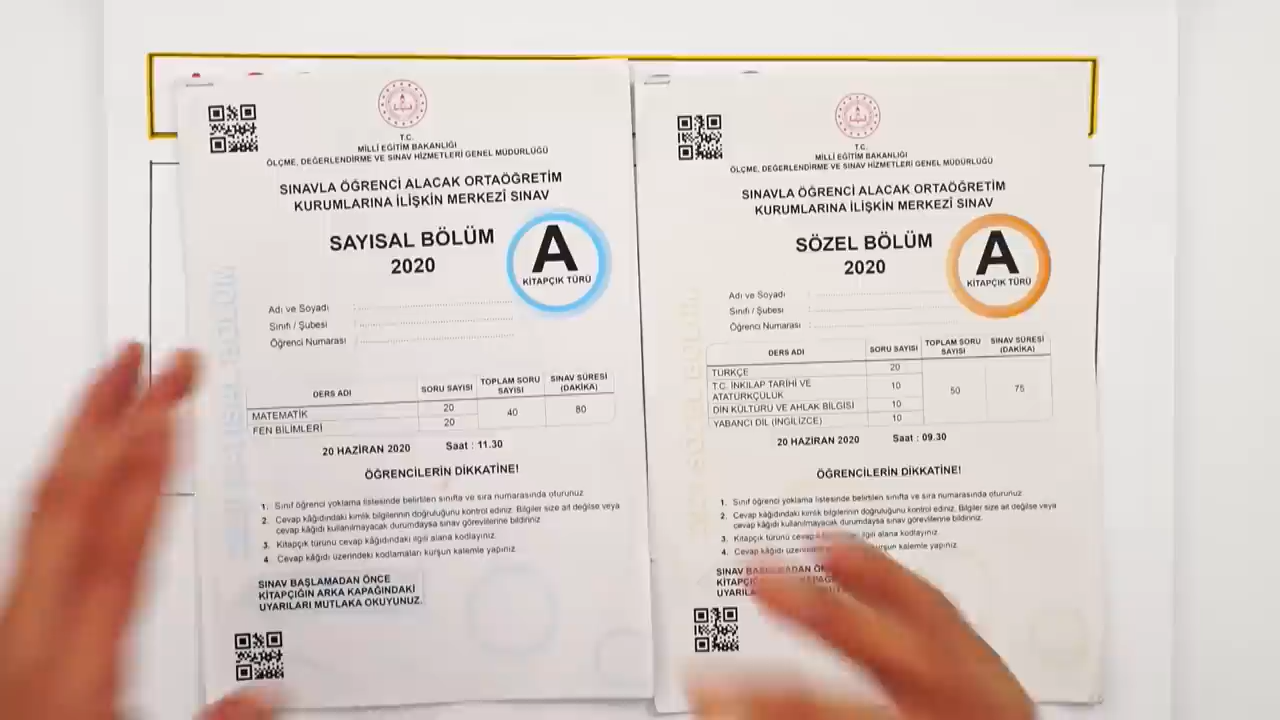 T.C.
MİLLİ EĞİTİM BAKANLIĞI
ÖLÇME, DEĞERLENDİRME VE SINAV HİZMETLERİ GENEL MÜDÜRLÜĞÜ
SINAVLA ÖĞRENCİ ALACAK ORTAÖĞRETİM
KURUMLARINA İLİŞKİN MERKEZÎ SINAV
SAYISAL BÖLÜM
2020
A
KİTAPÇIK TÜRÜ
Adı ve Soyadı
Sınıfı / Şubesi
Öğrenci Numarası
DERS ADI SORU SAYISI TOPLAM SORU SAYISI SINAV SÜRESİ (DAKİKA)
MATEMATİK 20 40 80
FEN BİLİMLERİ 20
20 HAZİRAN 2020 Saat : 11.30
ÖĞRENCİLERİN DİKKATİNE!
1. Sınıf öğrenci yoklama listesinde belirtilen sınıfta ve sıra numarasında oturunuz
2. Cevap kâğıdındaki kimlik bilgilerinin doğruluğunu kontrol ediniz. Bilgiler size ait değilse veya
cevap kâğıdı kullanılmayacak durumdaysa sınav görevlilerine bildiriniz
3. Kitapçık türünü cevap kâğıdındaki ilgili alana kodlayınız.
4. Cevap kâğıdı üzerindeki kodlamaları kurşun kalemle yapınız
SINAV BAŞLAMADAN ÖNCE
KİTAPÇIĞIN ARKA KAPAĞINDAKİ
UYARILARI MUTLAKA OKUYUNUZ.
T.C.
MİLLİ EĞİTİM BAKANLIĞI
ÖLÇME, DEĞERLENDİRME VE SINAV HİZMETLERİ GENEL MÜDÜRLÜĞÜ
SINAVLA ÖĞRENCİ ALACAK ORTAÖĞRETİM
KURUMLARINA İLİŞKİN MERKEZÎ SINAV
SÖZEL BÖLÜM
2020
A
KİTAPÇIK TÜRÜ
Adı ve Soyadı
Sınıfı / Şubesi
Öğrenci Numarası
DERS ADI SORU SAYISI TOPLAM SORU SAYISI SINAV SÜRESİ (DAKİKA)
TÜRKÇE 20 50 75
T.C. İNKILAP TARİHİ VE ATATÜRKÇÜLÜK 10
DİN KÜLTÜRÜ VE AHLAK BİLGİSİ 10
YABANCI DİL (İNGİLİZCE) 10
20 HAZİRAN 2020 Saat : 09.30
ÖĞRENCİLERİN DİKKATİNE!
1. Sınıf öğrenci yoklama listesinde belirtilen sınıfta ve sıra numarasında oturunuz
2. Cevap kâğıdındaki kimlik bilgilerinin doğruluğunu kontrol ediniz. Bilgiler size ait değilse veya
cevap kâğıdı kullanılmayacak durumdaysa sınav görevlilerine bildiriniz
3. Kitapçık türünü ilgili alana kodlayınız.
4. Cevap kâğıdı kurşun kalemle yapınız
SINAV